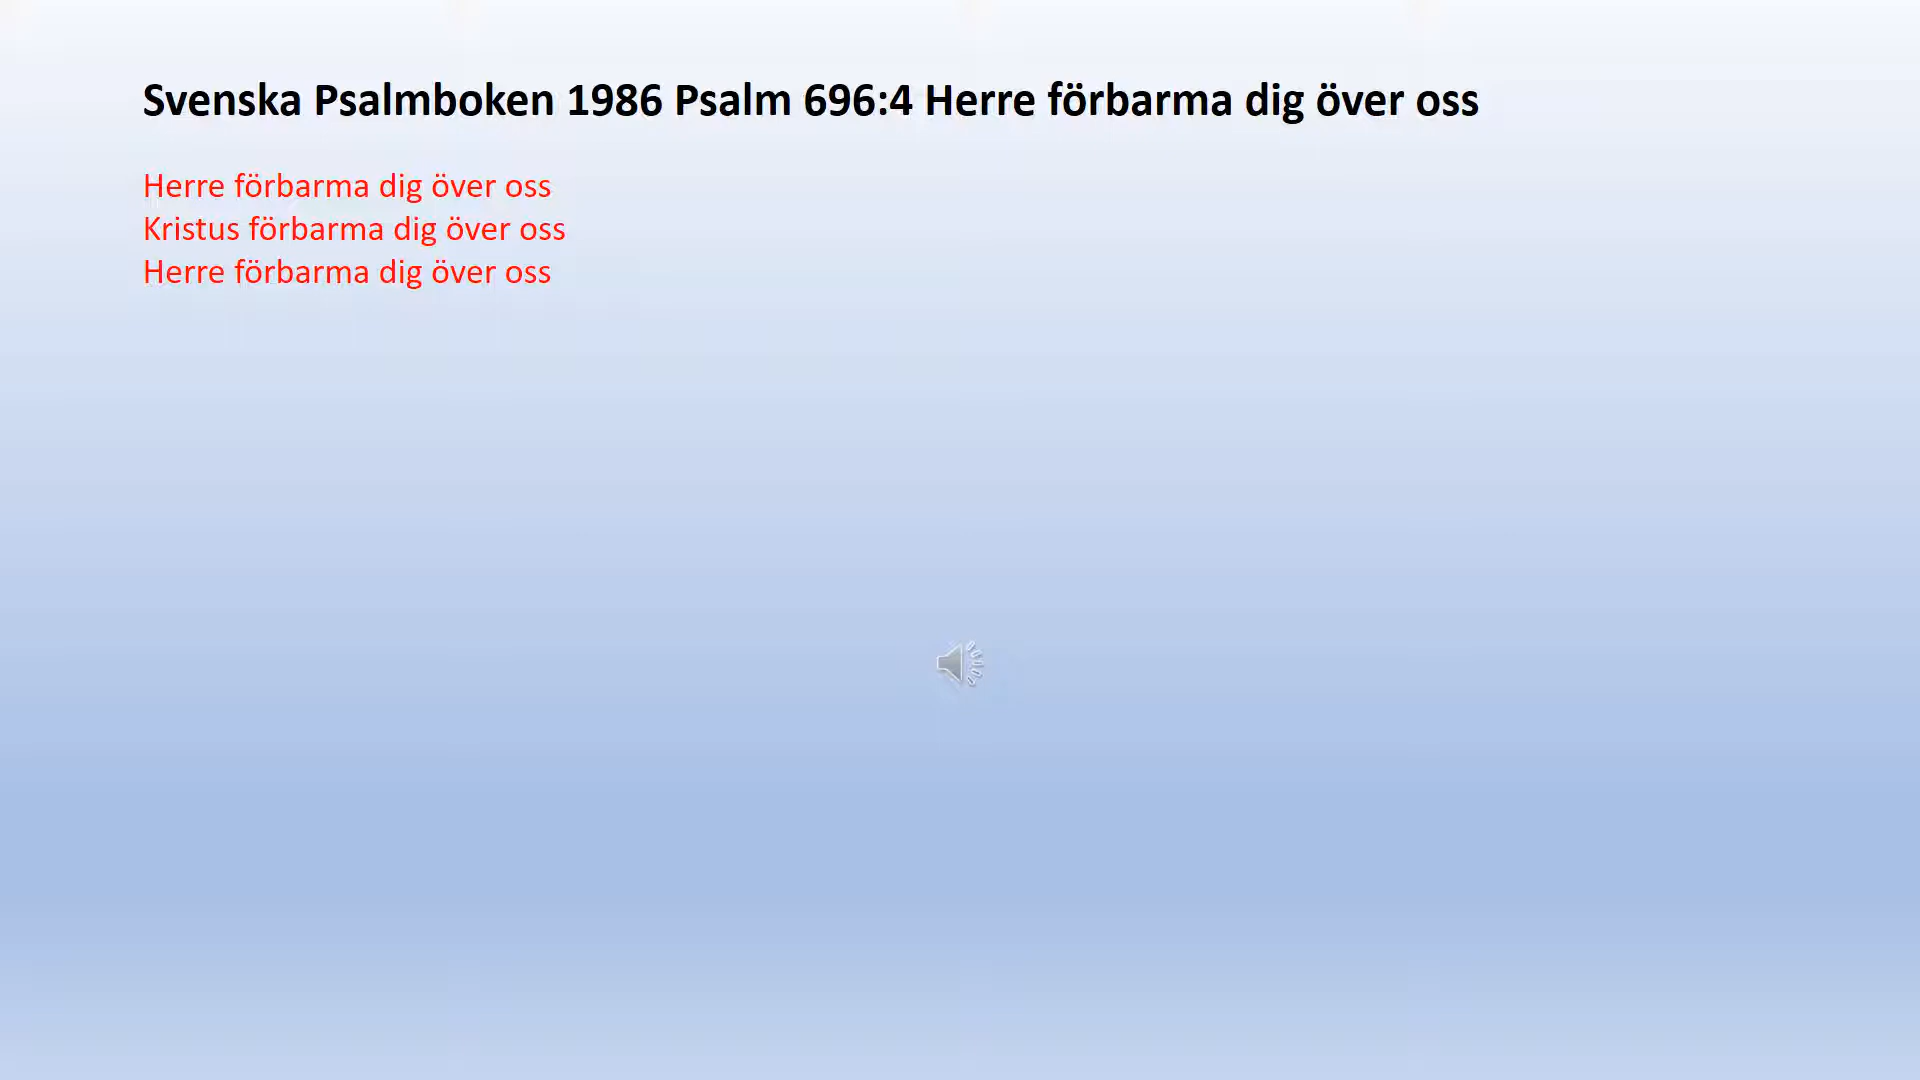 Svenska Psalmboken 1986 Psalm 696:4 Herre förbarma dig över oss
Herre förbarma dig över oss
Kristus förbarma dig över oss
Herre förbarma dig över oss